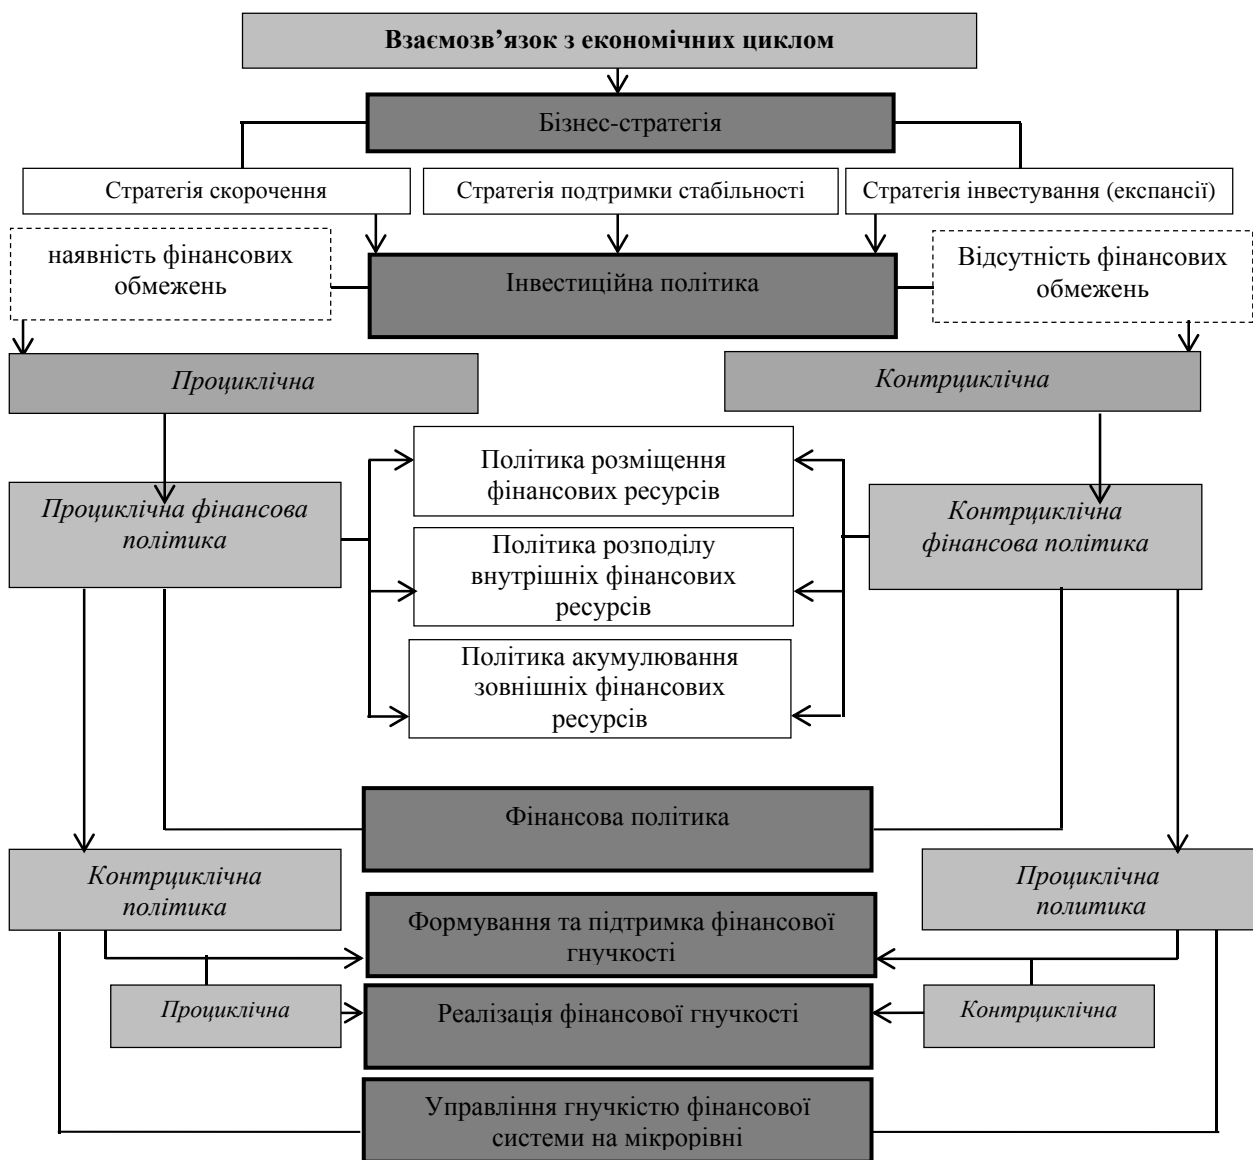 Взаємозв’язок з економічних циклом
Бізнес-стратегія
Стратегія скорочення
Стратегія подтримки стабільності
Стратегія інвестування (експансії)
наявність фінансових
обмежень
Інвестиційна політика
Відсутність фінансових
обмежень
Проциклічна
Контрциклічна
Політика розміщення
фінансових ресурсів
Проциклічна фінансова
політика
Контрциклічна
фінансова політика
Політика розподілу
внутрішніх фінансових
ресурсів
Політика акумулювання
зовнішніх фінансових
ресурсів
Фінансова політика
Контрциклічна
політика
Проциклічна
политика
Формування та підтримка фінансової
гнучкості
Проциклічна
Реалізація фінансової гнучкості
Контрциклічна
Управління гнучкістю фінансової
системи на мікрорівні